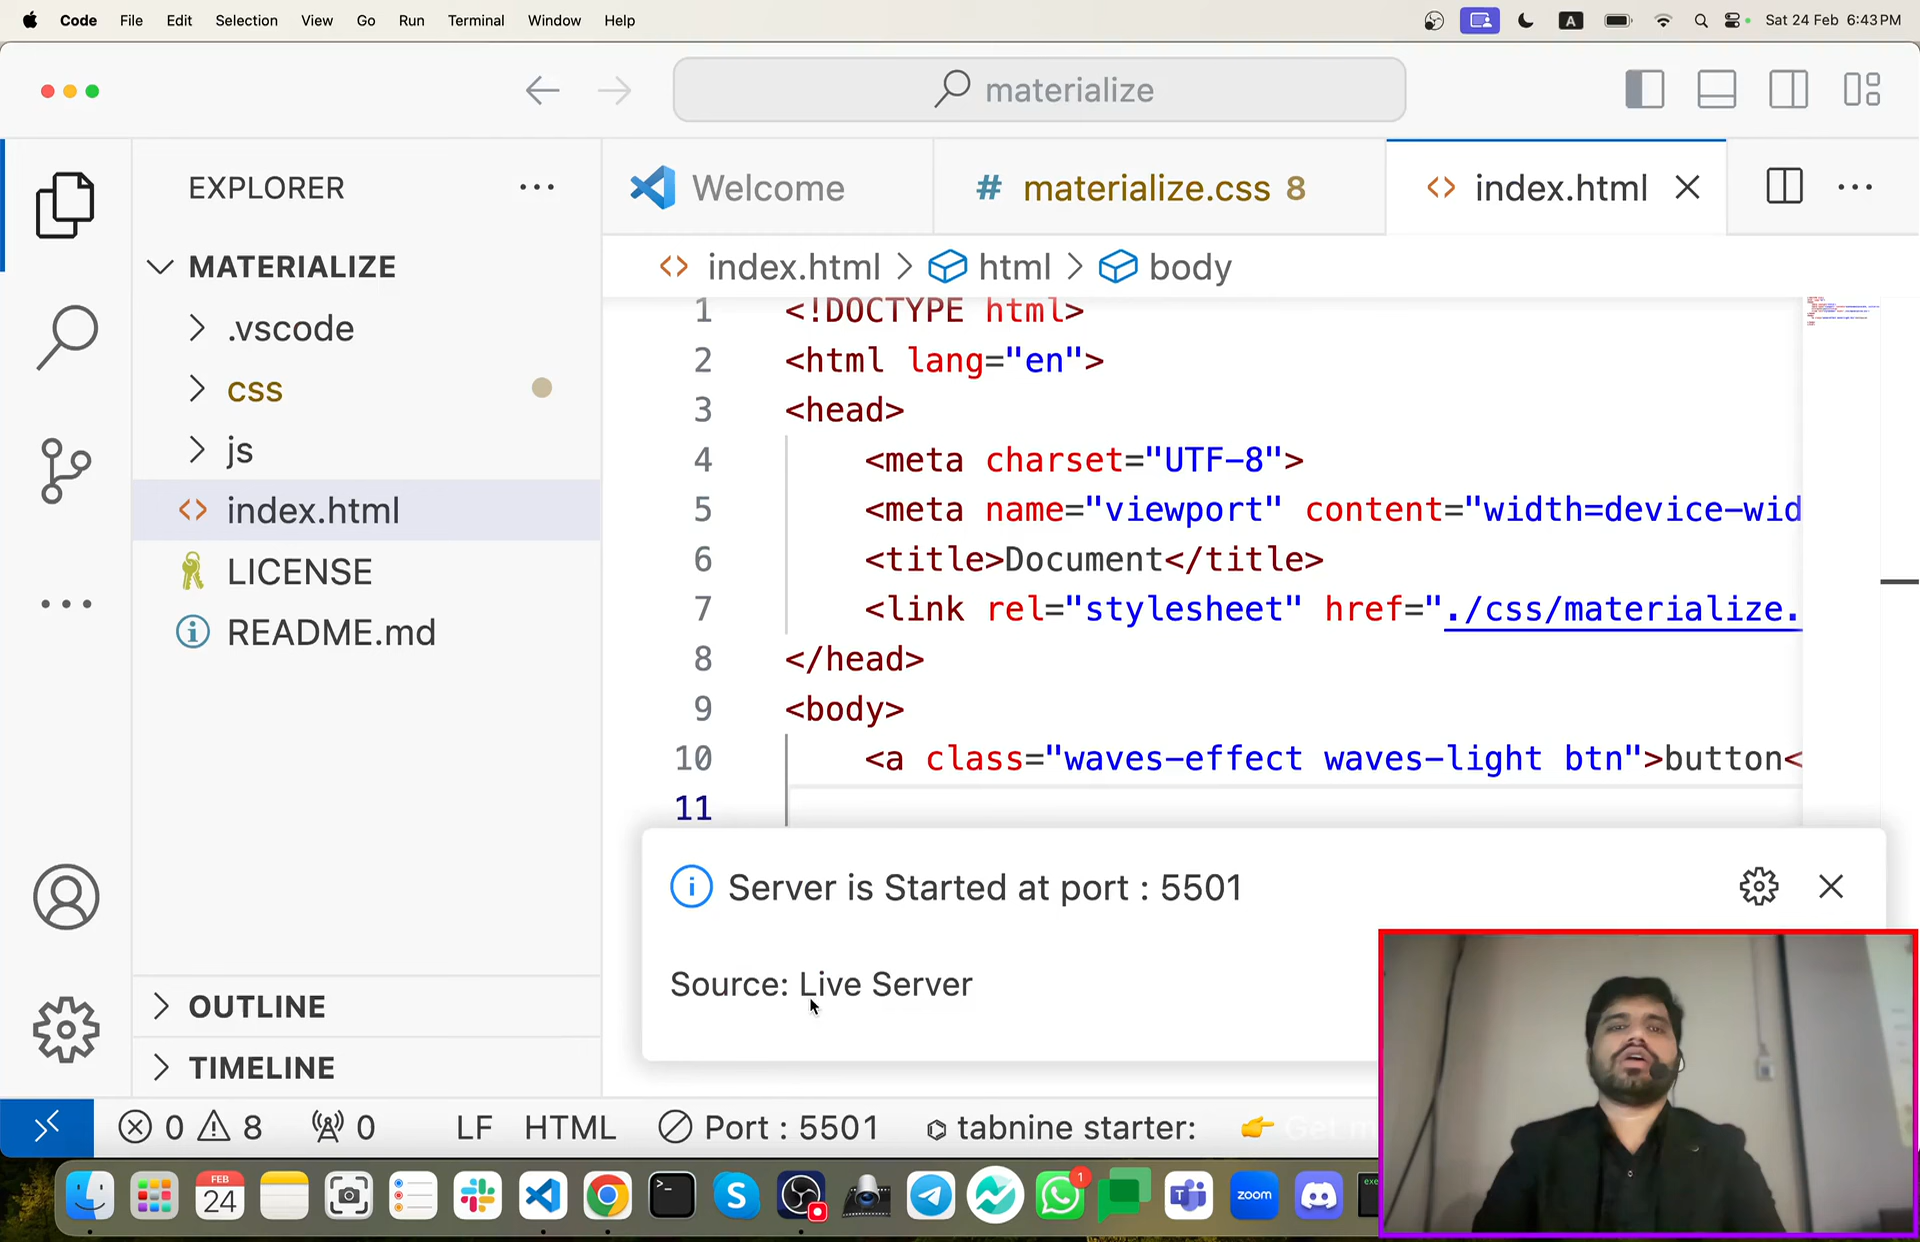 Code File Edit Selection View Go Run Terminal Window Help A Sat 24 Feb 6:43 PM
materialize
EXPLORER
Welcome # materialize.css 8 <> index.html
MATERIALIZE
<> index.html > html > body
.vscode
css
js
<> index.html
LICENSE
README.md
OUTLINE
TIMELINE
1 <!DOCTYPE html>
2 <html lang="en">
3 <head>
4 <meta charset="UTF-8">
5 <meta name="viewport" content="width=device-wid
6 <title>Document</title>
7 <link rel="stylesheet" href="./css/materialize.
8 </head>
9 <body>
10 <a class="waves-effect waves-light btn">button<
11
Server is Started at port : 5501
Source: Live Server
0 8 0 LF HTML Port : 5501 tabnine starter: 👉 Get m
FEB
24
S
1
zoom
exe